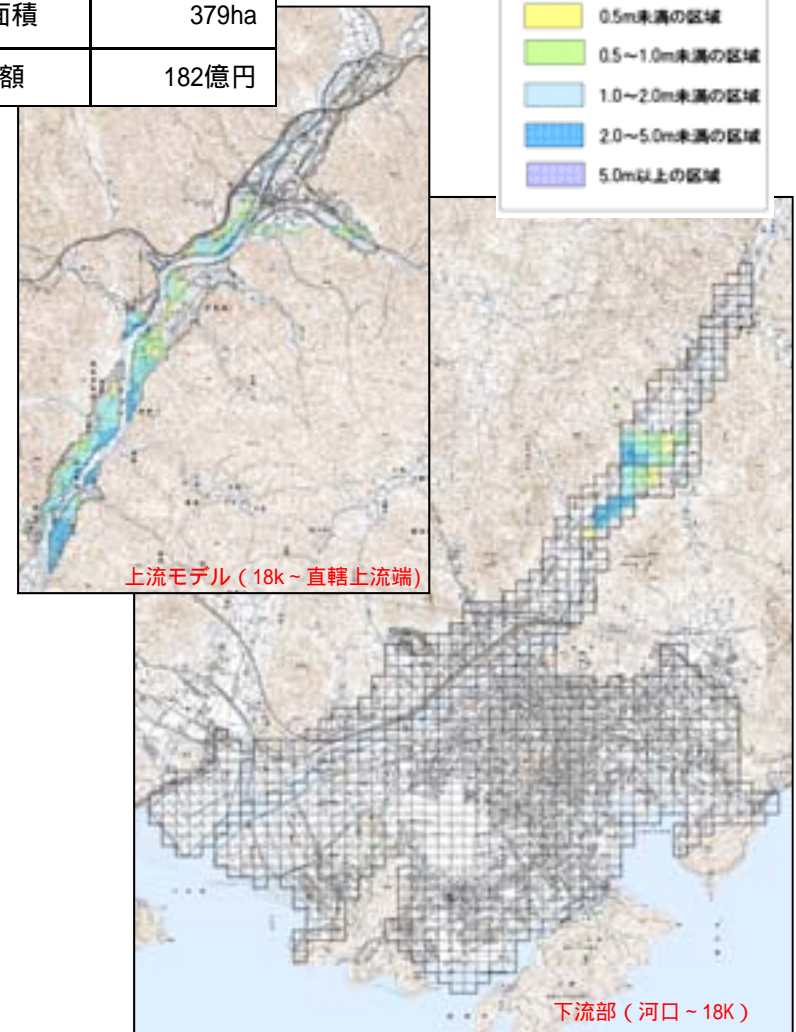 面積 379ha
額 182億円
0.5m未満の区域
0.5～1.0m未満の区域
1.0～2.0m未満の区域
2.0～5.0m未満の区域
5.0m以上の区域
上流モデル（18k～直轄上流端)
下流部（河口～18K）